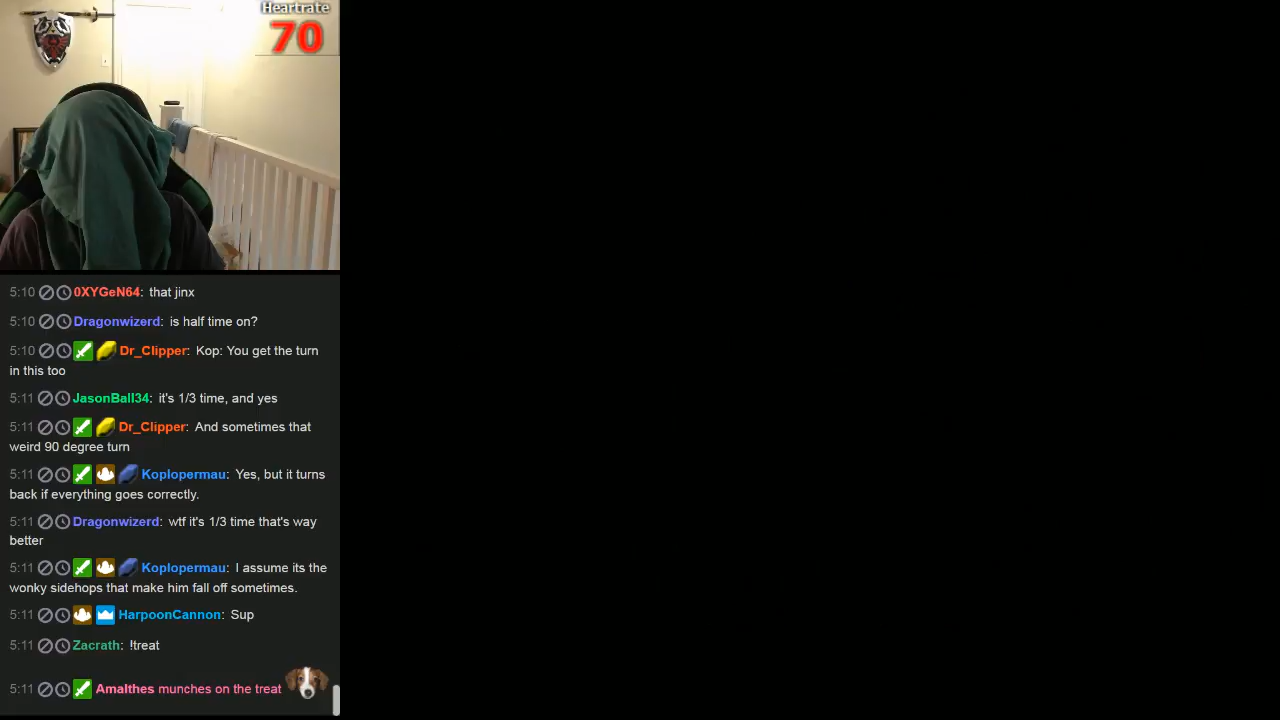 Heartrate
70
5:10 0XYGeN64: that jinx
5:10 Dragonwizerd: is half time on?
5:10 Dr_Clipper: Kop: You get the turn
in this too
5:11 JasonBall34: it's 1/3 time, and yes
5:11 Dr_Clipper: And sometimes that
weird 90 degree turn
5:11 Koplopermau: Yes, but it turns
back if everything goes correctly.
5:11 Dragonwizerd: wtf it's 1/3 time that's way
better
5:11 Koplopermau: I assume its the
wonky sidehops that make him fall off sometimes.
5:11 HarpoonCannon: Sup
5:11 Zacrath: !treat
5:11 Amalthes munches on the treat